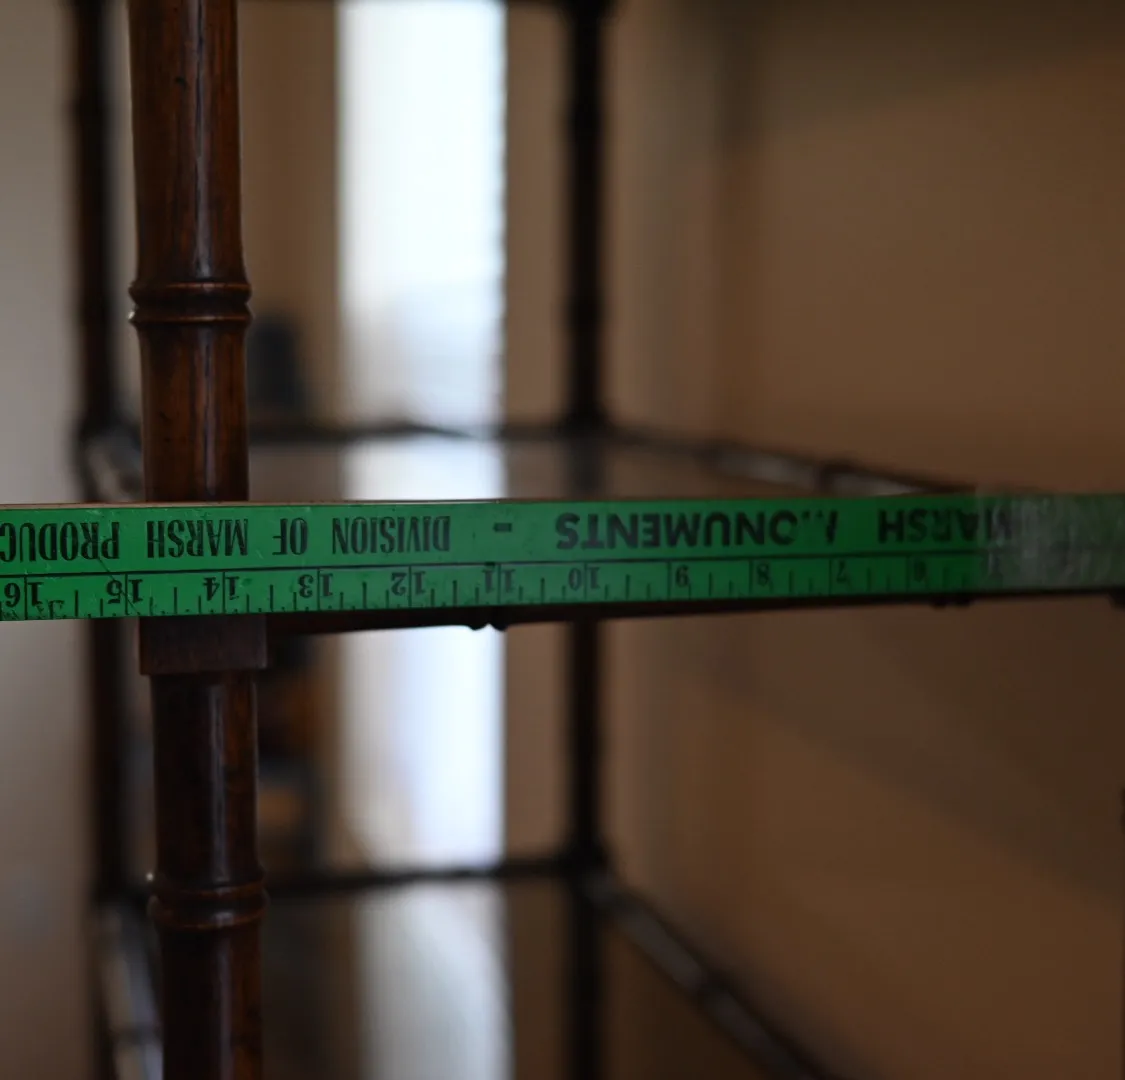 6 7 8 9 10 11 12 13 14 15 16
MARSH MONUMENTS - DIVISION OF MARSH PRODUC